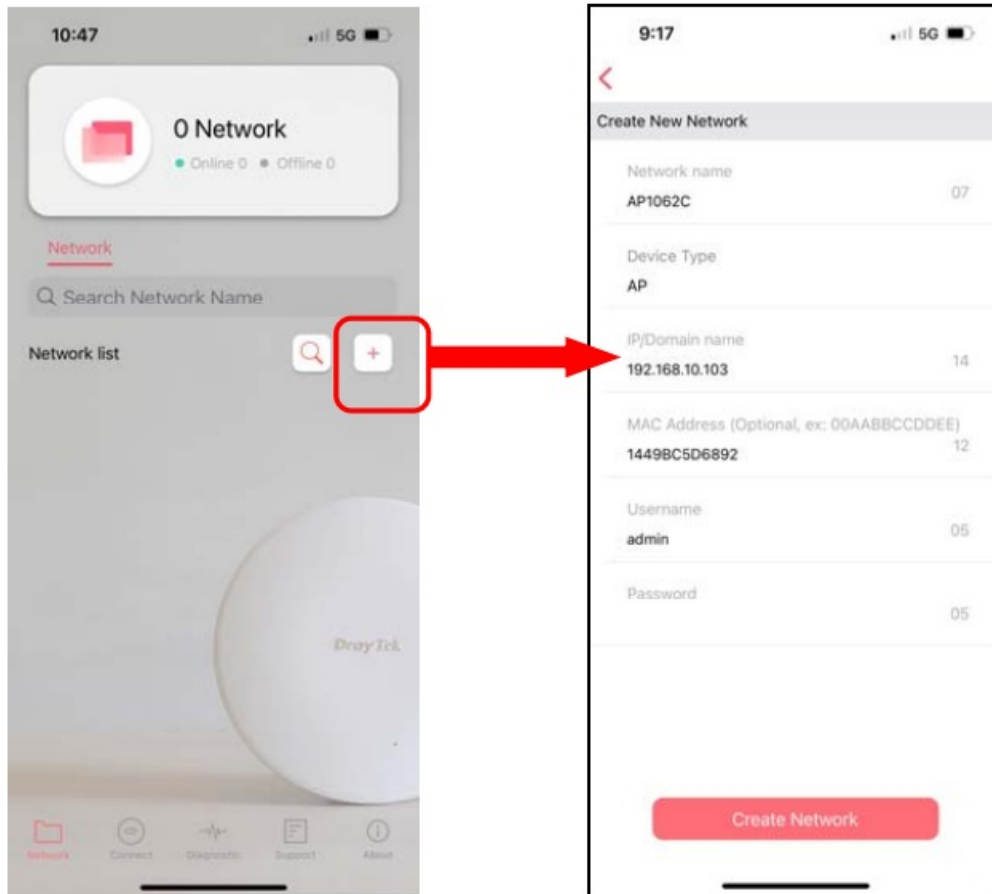 10:47
5G
0 Network
Online 0 Offline 0
Network
Search Network Name
Network list
+
DrayTek
Network Connect Diagnostic Support About
9:17
5G
Create New Network
Network name
AP1062C
07
Device Type
AP
IP/Domain name
192.168.10.103
14
MAC Address (Optional, ex: 00AABBCCDDEE)
1449BC5D6892
12
Username
admin
05
Password
05
Create Network